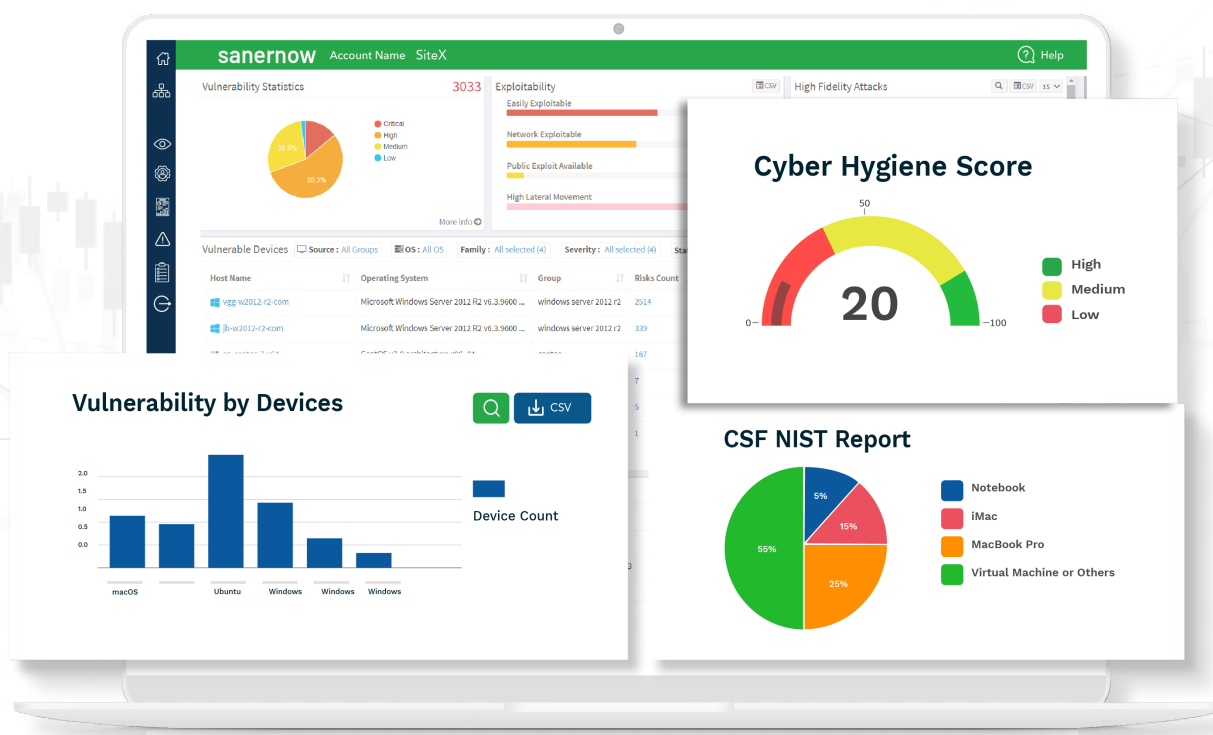 sanernow Account Name SiteX
Help
Vulnerability Statistics 3033
Critical
High
Medium
Low
More info
Exploitability CSV
Easily Exploitable
Network Exploitable
Public Exploit Available
High Lateral Movement
High Fidelity Attacks CSV 15
Cyber Hygiene Score
50
0
20
100
High
Medium
Low
Vulnerable Devices Source : All Groups OS : All OS Family : All selected (4) Severity : All selected (4)
Host Name Operating System Group Risks Count
vgg-w2012-r2-com Microsoft Windows Server 2012 R2 v6.3.9600 ... windows server 2012 r2 2514
jb-w2012-r2-com Microsoft Windows Server 2012 R2 v6.3.9600 ... windows server 2012 r2 339
167
7
5
1
Vulnerability by Devices
CSV
2.0
1.5
1.0
0.5
0.0
macOS Ubuntu Windows Windows Windows
Device Count
CSF NIST Report
5%
15%
25%
55%
Notebook
iMac
MacBook Pro
Virtual Machine or Others